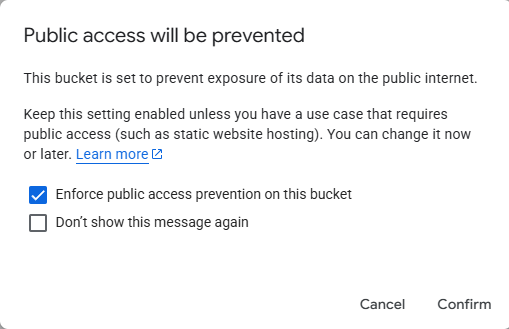 Public access will be prevented
This bucket is set to prevent exposure of its data on the public internet.
Keep this setting enabled unless you have a use case that requires
public access (such as static website hosting). You can change it now
or later. Learn more
Enforce public access prevention on this bucket
Don’t show this message again
Cancel Confirm